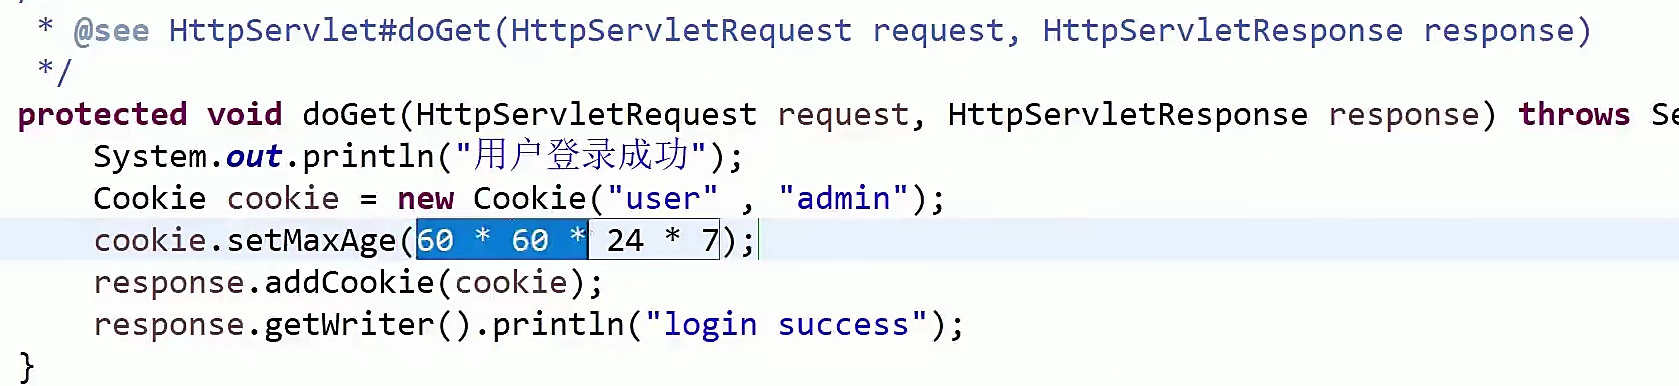 * @see HttpServlet#doGet(HttpServletRequest request, HttpServletResponse response)
*/
protected void doGet(HttpServletRequest request, HttpServletResponse response) throws Se
System.out.println("用户登录成功");
Cookie cookie = new Cookie("user" , "admin");
cookie.setMaxAge(60 * 60 * 24 * 7);
response.addCookie(cookie);
response.getWriter().println("login success");
}